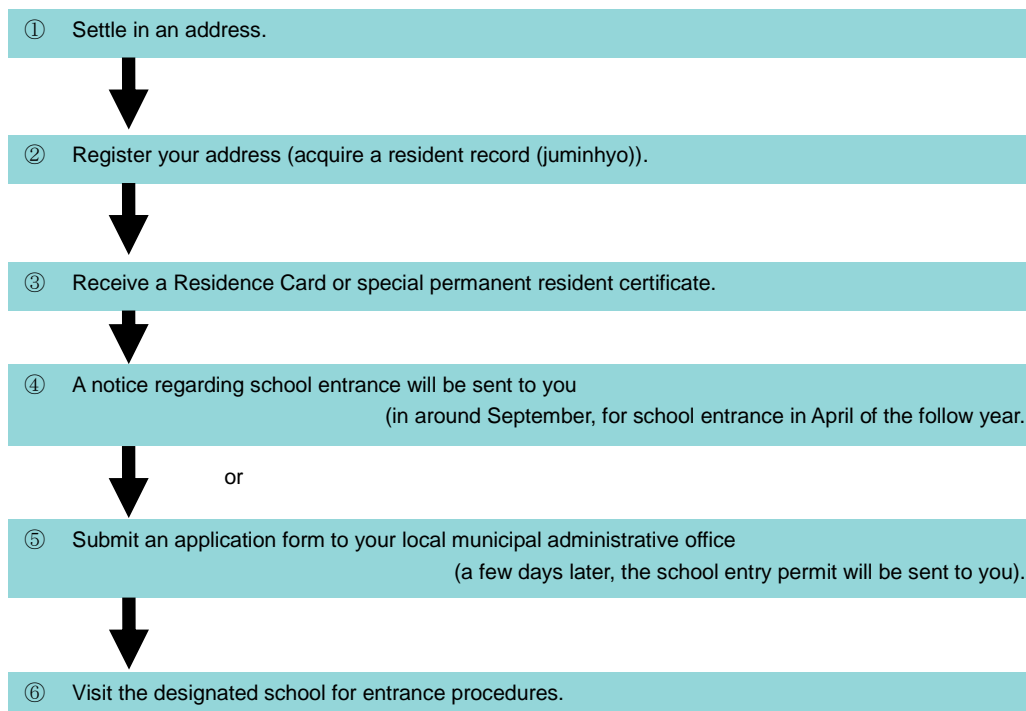 ① Settle in an address.
② Register your address (acquire a resident record (juminhyo)).
③ Receive a Residence Card or special permanent resident certificate.
④ A notice regarding school entrance will be sent to you
(in around September, for school entrance in April of the follow year.
or
⑤ Submit an application form to your local municipal administrative office
(a few days later, the school entry permit will be sent to you).
⑥ Visit the designated school for entrance procedures.